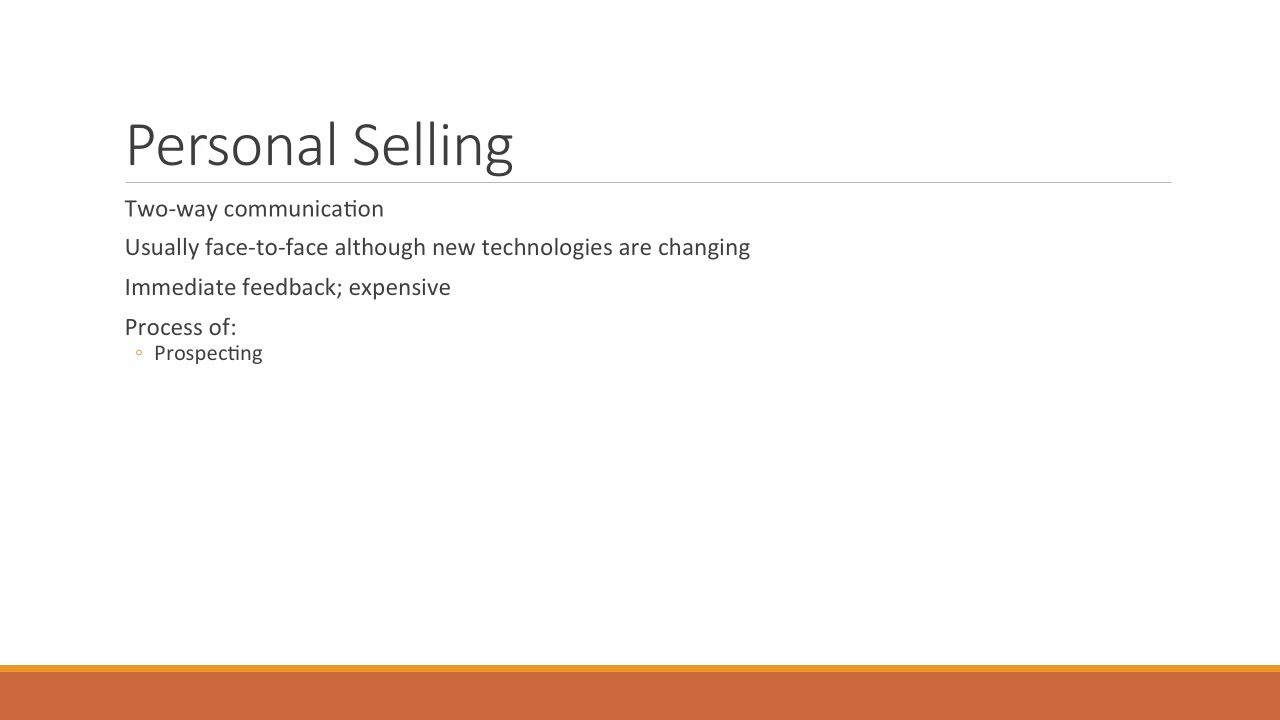 Personal Selling
Two-way communication
Usually face-to-face although new technologies are changing
Immediate feedback; expensive
Process of:
◦ Prospecting